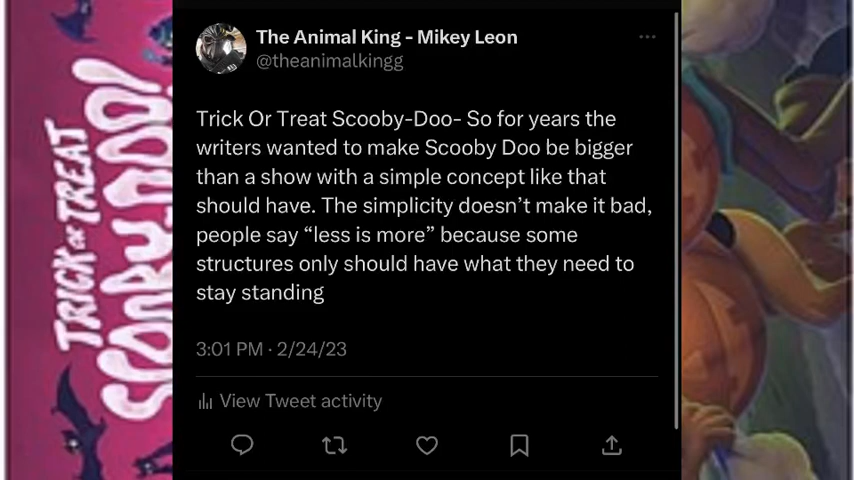 TRICK OR TREAT
SCOOBY-DOO!
The Animal King - Mikey Leon
@theanimalkingg
Trick Or Treat Scooby-Doo- So for years the
writers wanted to make Scooby Doo be bigger
than a show with a simple concept like that
should have. The simplicity doesn’t make it bad,
people say “less is more” because some
structures only should have what they need to
stay standing
3:01 PM · 2/24/23
View Tweet activity